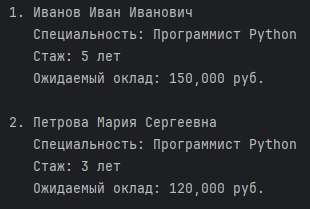 1. Иванов Иван Иванович
Специальность: Программист Python
Стаж: 5 лет
Ожидаемый оклад: 150,000 руб.
2. Петрова Мария Сергеевна
Специальность: Программист Python
Стаж: 3 лет
Ожидаемый оклад: 120,000 руб.